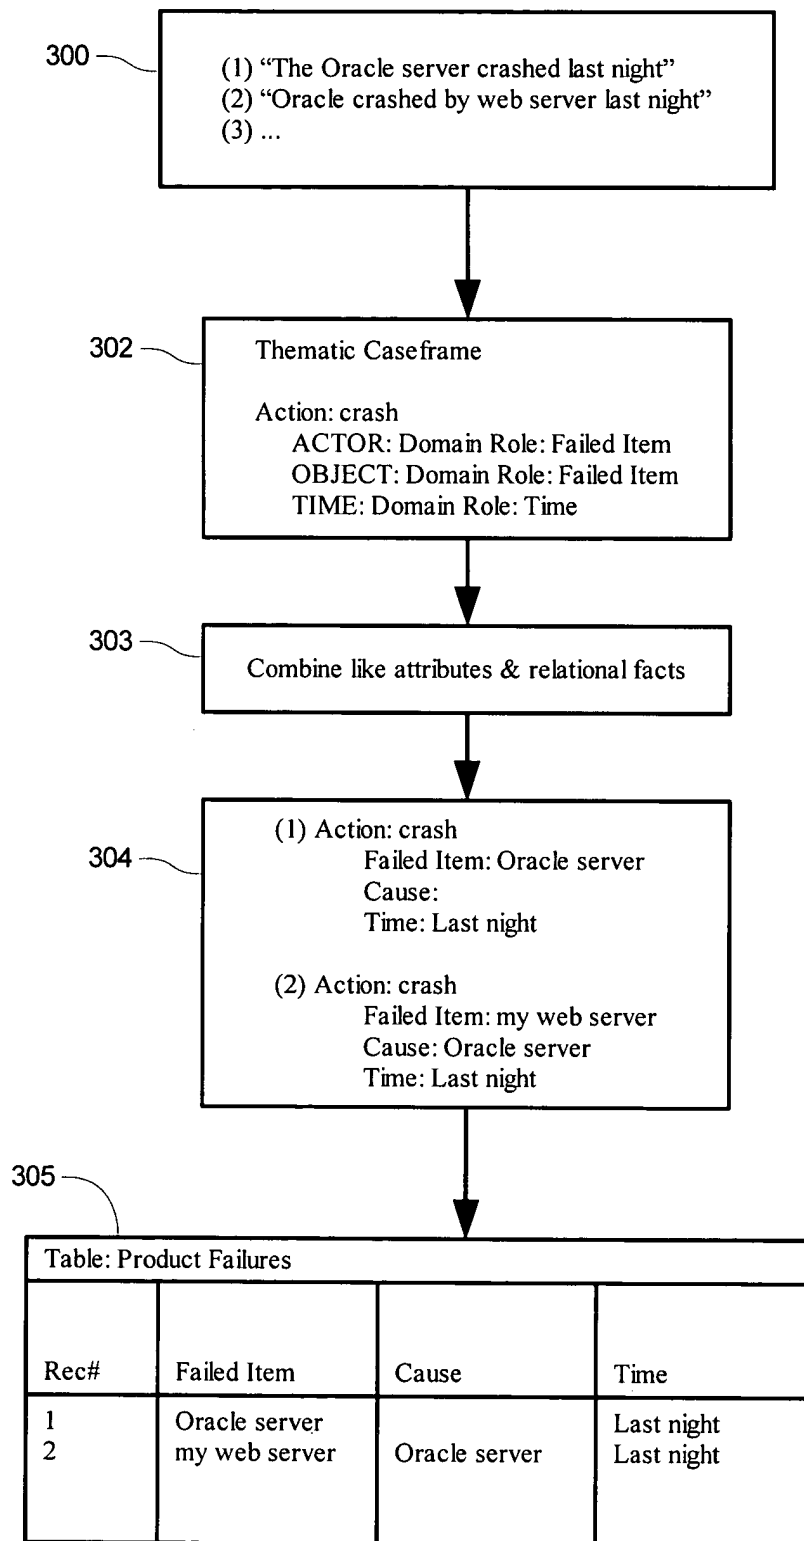 300
(1) “The Oracle server crashed last night”
(2) “Oracle crashed by web server last night”
(3) ...
302
Thematic Caseframe
Action: crash
ACTOR: Domain Role: Failed Item
OBJECT: Domain Role: Failed Item
TIME: Domain Role: Time
303
Combine like attributes & relational facts
304
(1) Action: crash
Failed Item: Oracle server
Cause:
Time: Last night
(2) Action: crash
Failed Item: my web server
Cause: Oracle server
Time: Last night
305
Table: Product Failures
Rec# Failed Item Cause Time
1 Oracle server Last night
2 my web server Oracle server Last night